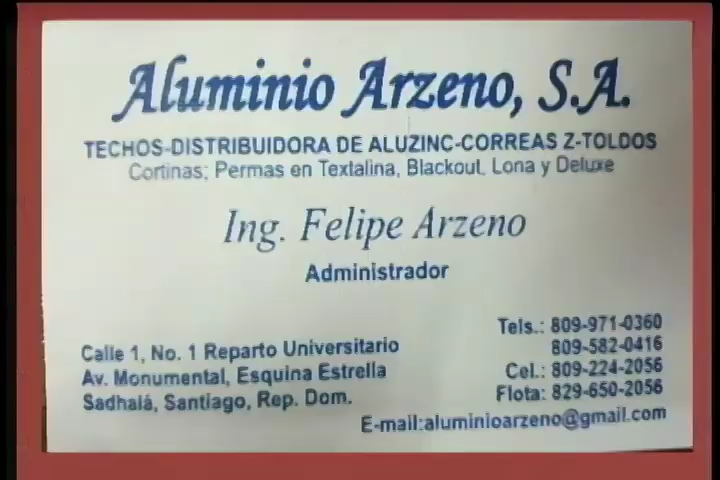 Aluminio Arzeno, S.A.
TECHOS-DISTRIBUIDORA DE ALUZINC-CORREAS Z-TOLDOS
Cortinas; Permas en Textalina, Blackout, Lona y Deluxe
Ing. Felipe Arzeno
Administrador
Calle 1, No. 1 Reparto Universitario
Av. Monumental, Esquina Estrella
Sadhalá, Santiago, Rep. Dom.
Tels.: 809-971-0360
809-582-0416
Cel.: 809-224-2056
Flota: 829-650-2056
E-mail:aluminioarzeno@gmail.com